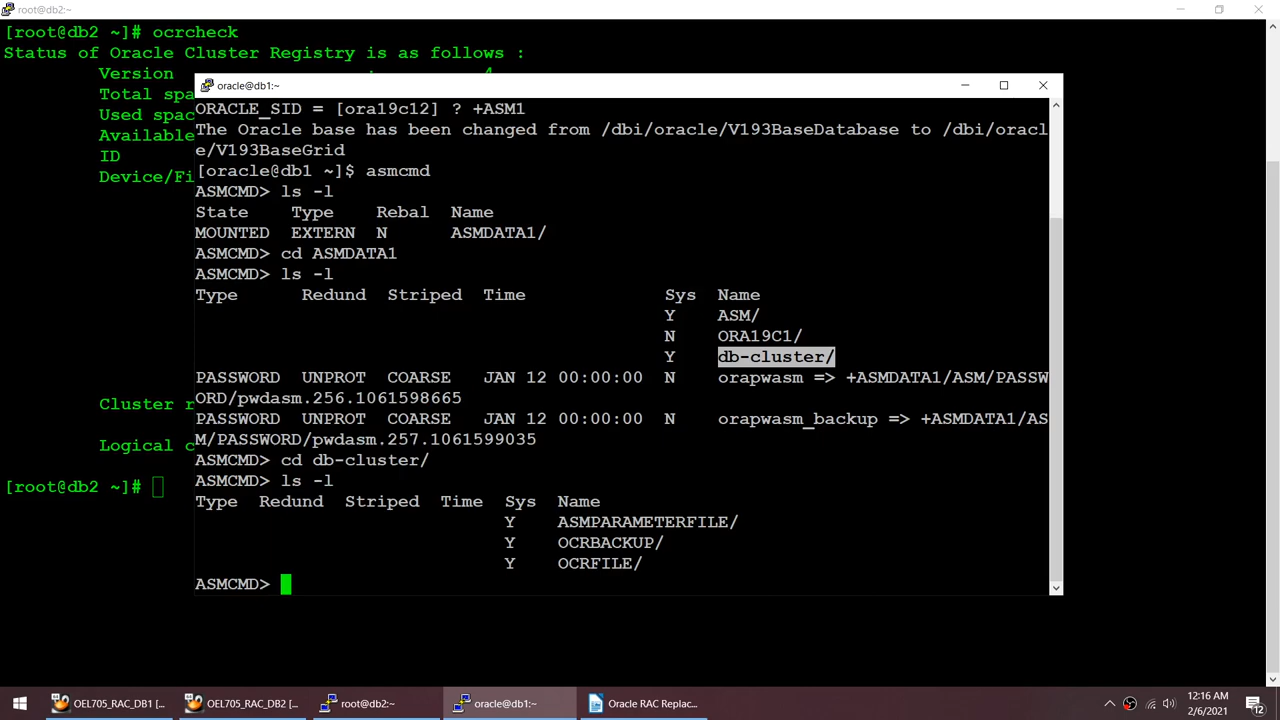 root@db2:~
[root@db2 ~]# ocrcheck
Status of Oracle Cluster Registry is as follows :
Version : 4
Total spa
Used spac
Available
ID
Device/Fi
Cluster r
Logical c
[root@db2 ~]#
oracle@db1:~
ORACLE_SID = [ora19c12] ? +ASM1
The Oracle base has been changed from /dbi/oracle/V193BaseDatabase to /dbi/oracl
e/V193BaseGrid
[oracle@db1 ~]$ asmcmd
ASMCMD> ls -l
State Type Rebal Name
MOUNTED EXTERN N ASMDATA1/
ASMCMD> cd ASMDATA1
ASMCMD> ls -l
Type Redund Striped Time Sys Name
Y ASM/
N ORA19C1/
Y db-cluster/
PASSWORD UNPROT COARSE JAN 12 00:00:00 N orapwasm => +ASMDATA1/ASM/PASSW
ORD/pwdasm.256.1061598665
PASSWORD UNPROT COARSE JAN 12 00:00:00 N orapwasm_backup => +ASMDATA1/AS
M/PASSWORD/pwdasm.257.1061599035
ASMCMD> cd db-cluster/
ASMCMD> ls -l
Type Redund Striped Time Sys Name
Y ASMPARAMETERFILE/
Y OCRBACKUP/
Y OCRFILE/
ASMCMD>
OEL705_RAC_DB1 [...
OEL705_RAC_DB2 [...
root@db2:~
oracle@db1:~
Oracle RAC Replac...
12:16 AM
2/6/2021
12